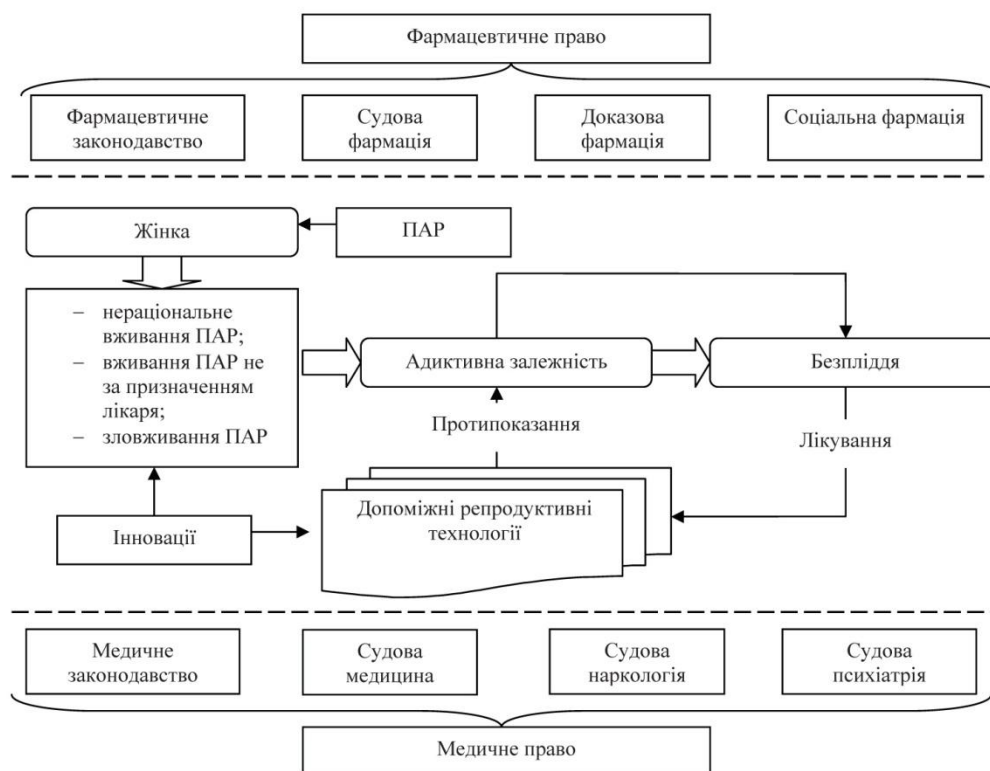 Фармацевтичне право
Фармацевтичне
законодавство
Судова
фармація
Доказова
фармація
Соціальна фармація
Жінка
ПАР
– нераціональне
вживання ПАР;
– вживання ПАР не
за призначенням
лікаря;
– зловживання ПАР
Адиктивна залежність
Безпліддя
Протипоказання
Лікування
Допоміжні репродуктивні
технології
Інновації
Медичне
законодавство
Судова
медицина
Судова
наркологія
Судова
психіатрія
Медичне право